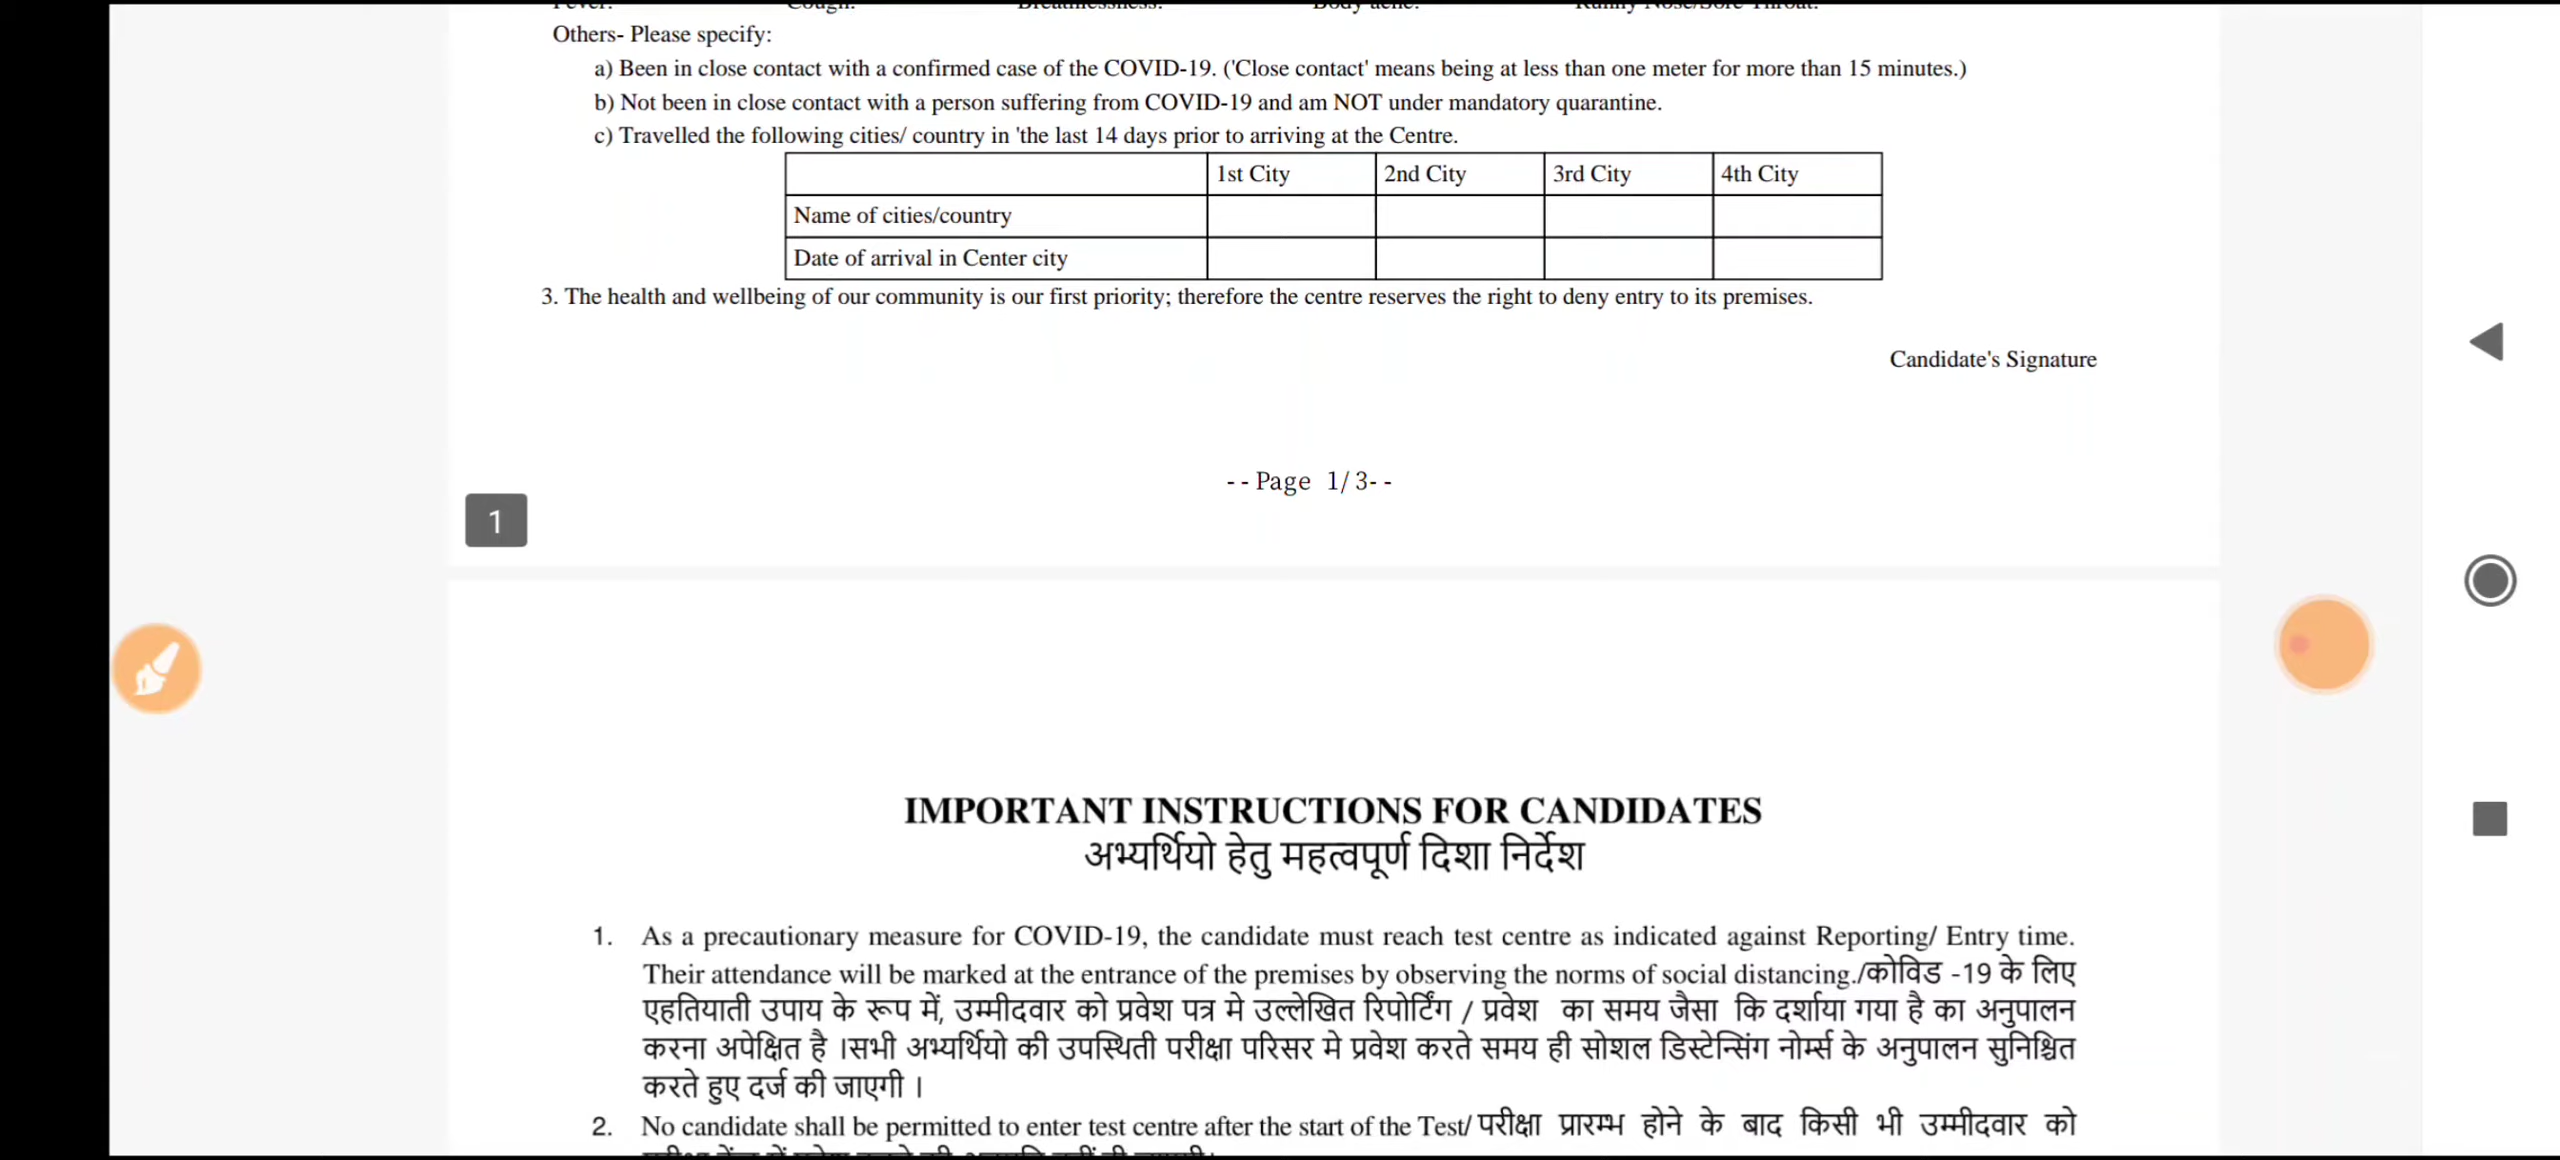 Others- Please specify:
a) Been in close contact with a confirmed case of the COVID-19. ('Close contact' means being at less than one meter for more than 15 minutes.)
b) Not been in close contact with a person suffering from COVID-19 and am NOT under mandatory quarantine.
c) Travelled the following cities/ country in 'the last 14 days prior to arriving at the Centre.
1st City 2nd City 3rd City 4th City
Name of cities/country
Date of arrival in Center city
3. The health and wellbeing of our community is our first priority; therefore the centre reserves the right to deny entry to its premises.
Candidate's Signature
--Page 1/3--
1
IMPORTANT INSTRUCTIONS FOR CANDIDATES
अभ्यर्थियो हेतु महत्वपूर्ण दिशा निर्देश
1. As a precautionary measure for COVID-19, the candidate must reach test centre as indicated against Reporting/ Entry time.
Their attendance will be marked at the entrance of the premises by observing the norms of social distancing./कोविड -19 के लिए
एहतियाती उपाय के रूप में, उम्मीदवार को प्रवेश पत्र मे उल्लेखित रिपोर्टिंग / प्रवेश का समय जैसा कि दर्शाया गया है का अनुपालन
करना अपेक्षित है ।सभी अभ्यर्थियो की उपस्थिती परीक्षा परिसर मे प्रवेश करते समय ही सोशल डिस्टेन्सिंग नोर्म्स के अनुपालन सुनिश्चित
करते हुए दर्ज की जाएगी ।
2. No candidate shall be permitted to enter test centre after the start of the Test/ परीक्षा प्रारम्भ होने के बाद किसी भी उम्मीदवार को